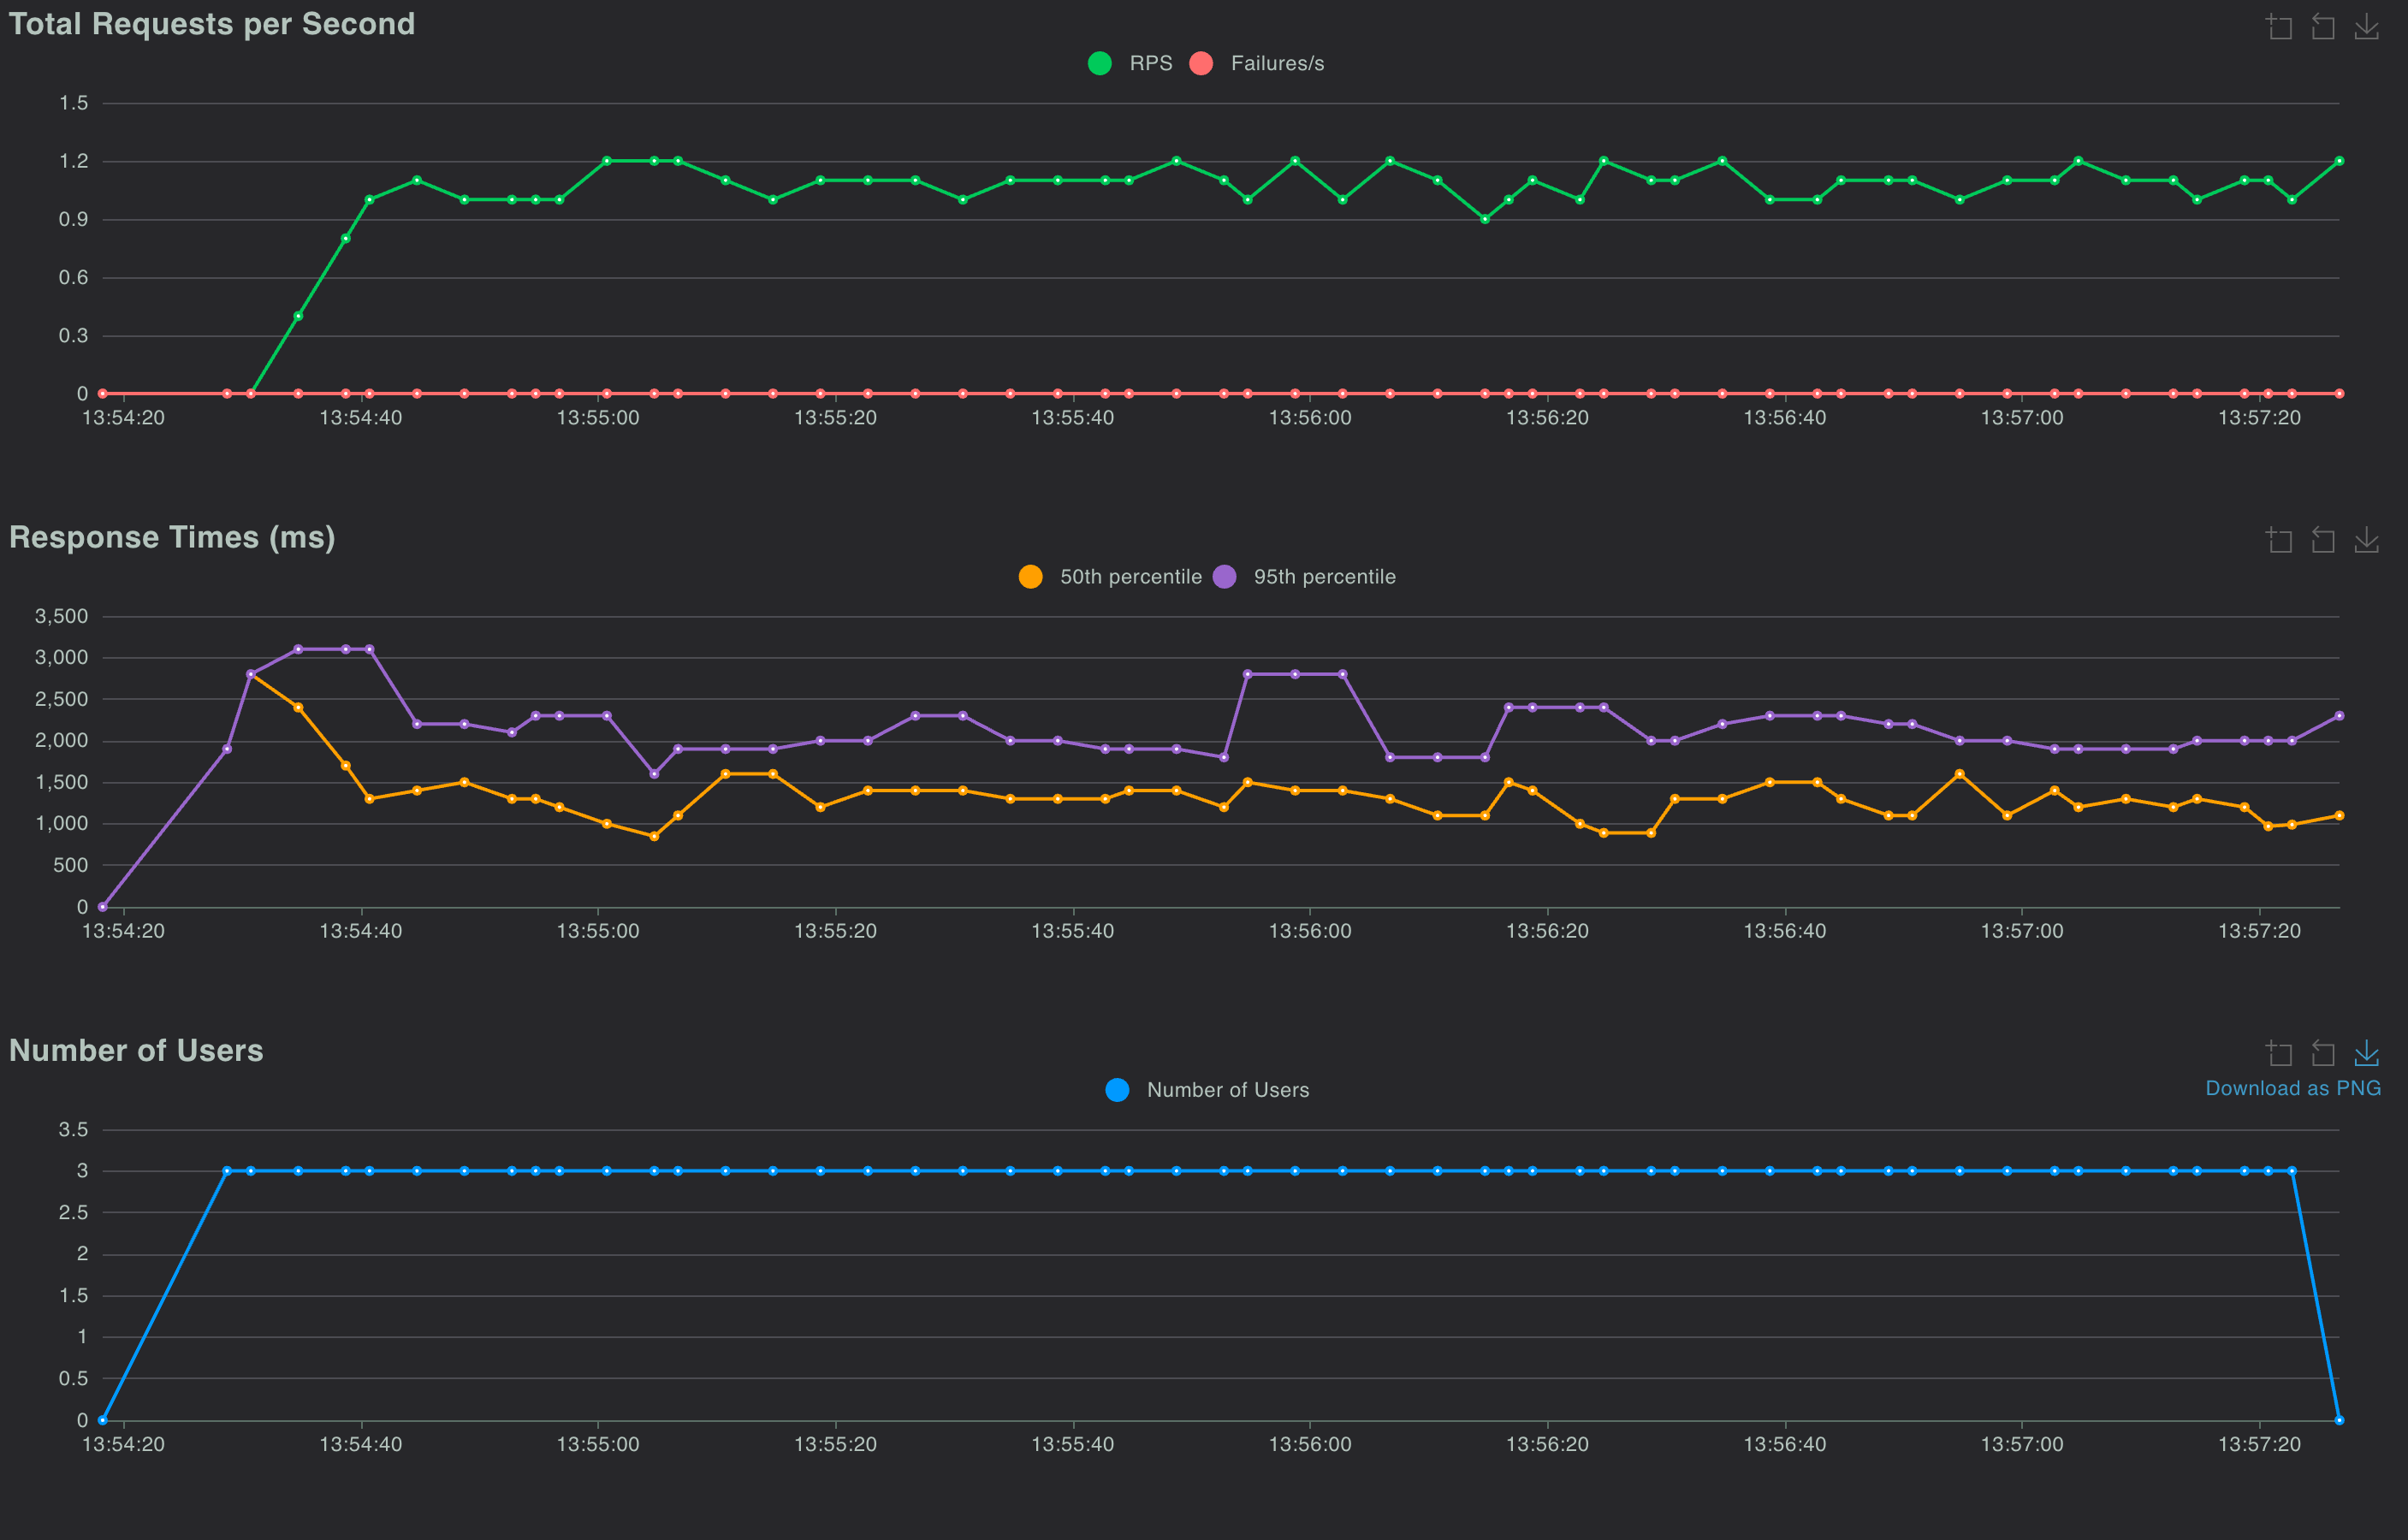 Total Requests per Second
RPS Failures/s
1.5
1.2
0.9
0.6
0.3
0
13:54:20 13:54:40 13:55:00 13:55:20 13:55:40 13:56:00 13:56:20 13:56:40 13:57:00 13:57:20
Response Times (ms)
50th percentile 95th percentile
3,500
3,000
2,500
2,000
1,500
1,000
500
0
13:54:20 13:54:40 13:55:00 13:55:20 13:55:40 13:56:00 13:56:20 13:56:40 13:57:00 13:57:20
Number of Users
Download as PNG
Number of Users
3.5
3
2.5
2
1.5
1
0.5
0
13:54:20 13:54:40 13:55:00 13:55:20 13:55:40 13:56:00 13:56:20 13:56:40 13:57:00 13:57:20